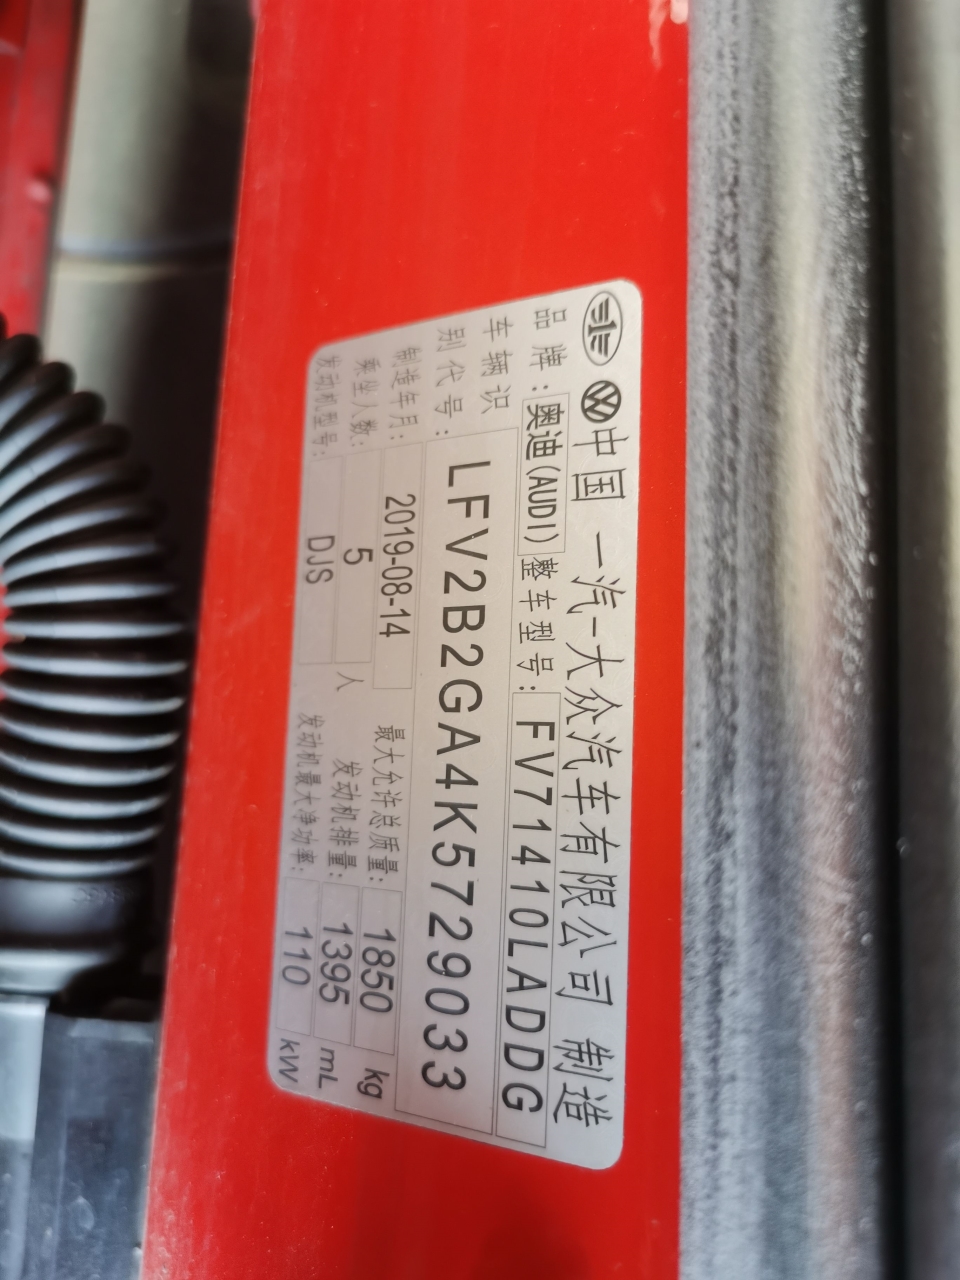 中国 一汽-大众汽车有限公司 制造
品牌: 奥迪(AUDI) 整车型号: FV71410LADDG
车辆识别代号: LFV2B2GA4K5729033
制造年月: 2019-08-14 最大允许总质量: 1850 kg
乘坐人数: 5 人 发动机排量: 1395 mL
发动机型号: DJS 发动机最大净功率: 110 kW